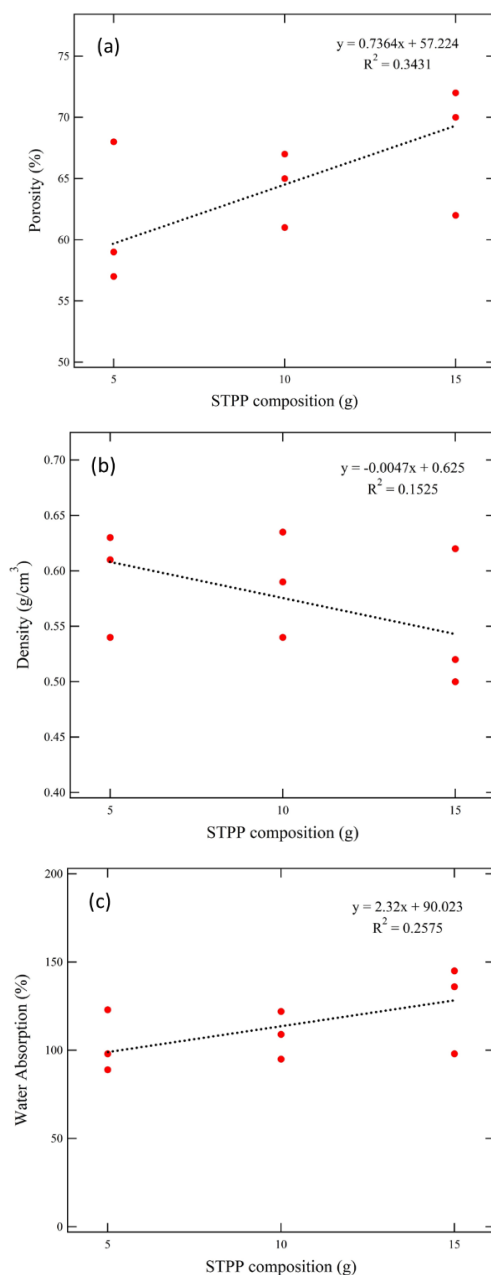 (a)
y = 0.7364x + 57.224
R² = 0.3431
75
70
65
60
55
50
Porosity (%)
5
10
15
STPP composition (g)
(b)
y = -0.0047x + 0.625
R² = 0.1525
0.70
0.65
0.60
0.55
0.50
0.45
0.40
Density (g/cm³)
5
10
15
STPP composition (g)
(c)
y = 2.32x + 90.023
R² = 0.2575
200
150
100
50
0
Water Absorption (%)
5
10
15
STPP composition (g)